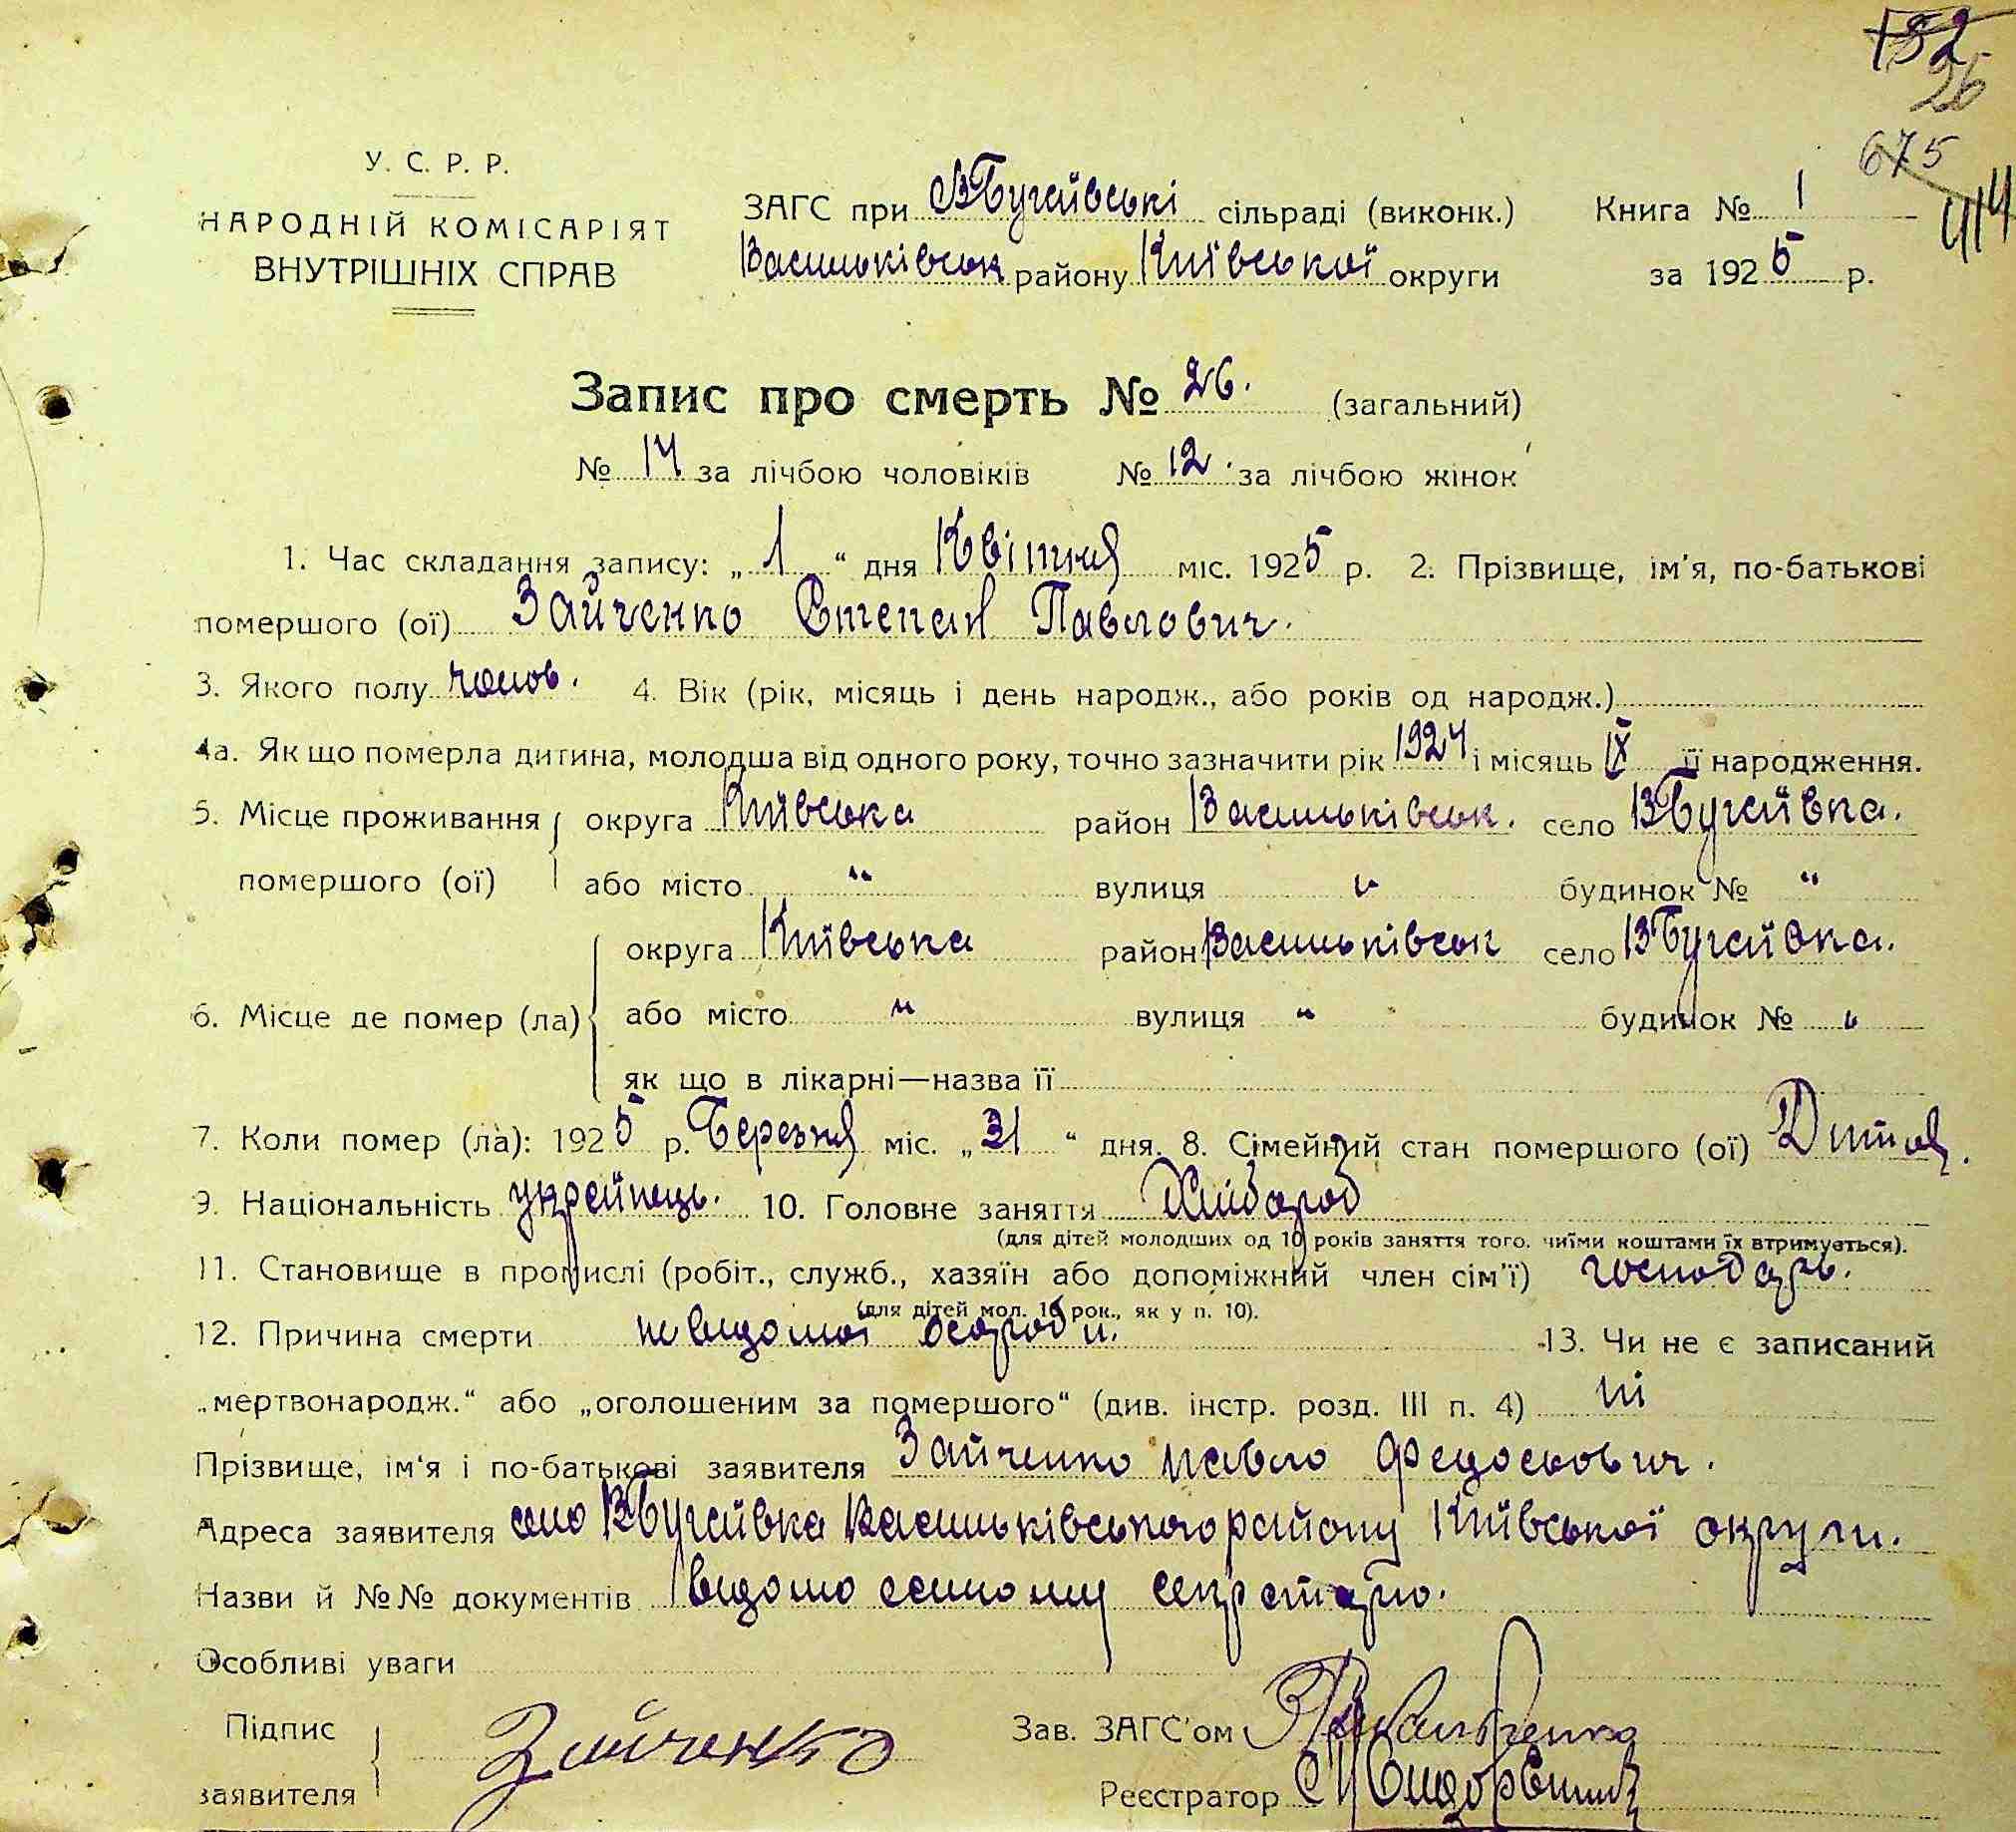 132
26
675
414
У. С. Р. Р.
НАРОДНІЙ КОМІСАРІЯТ
ВНУТРІШНІХ СПРАВ
ЗАГС при ВБугаївські сільраді (виконк.) Книга № 1
Васильківськ району Київської округи за 1925 р.
Запис про смерть № 26. (загальний)
№ 14 за лічбою чоловіків № 12. за лічбою жінок
1. Час складання запису: „1“ дня Квітня міс. 1925 р. 2. Прізвище, ім'я, по-батькові
помершого (ої) Зайченко Степан Павлович.
3. Якого полу чолов. 4. Вік (рік, місяць і день народж., або років од народж.)
4а. Як що померла дитина, молодша від одного року, точно зазначити рік 1924 і місяць IX її народження.
5. Місце проживання округа Київська район Васильківськ. село ВБугаївка.
помершого (ої) або місто " вулиця " будинок № "
округа Київська район Васильківськ село ВБугаївка.
6. Місце де помер (ла) або місто " вулиця " будинок № "
як що в лікарні—назва її
7. Коли помер (ла): 1925 р. Березня міс. „31“ дня. 8. Сімейний стан помершого (ої) Дитя.
9. Національність українець. 10. Головне заняття Хлібороб
(для дітей молодших од 10 років заняття того. чиїми коштами їх втримується).
11. Становище в промислі (робіт., служб., хазяїн або допоміжний член сім'ї) господарь.
(для дітей мол. 10 рок., як у п. 10).
12. Причина смерти невидомої 13. Чи не є записаний
„мертвонародж.“ або „оголошеним за помершого“ (див. інстр. розд. III п. 4) ні
Прізвище, ім'я і по-батькові заявителя Зайченко Павло Федоскович.
Адреса заявителя село ВБугаївка Васильківського району Київської округи.
Назви й №№ документів Видомо самому секретарю.
Особливі уваги
Підпис Зайченко Зав. ЗАГС'ом
заявителя Реєстратор